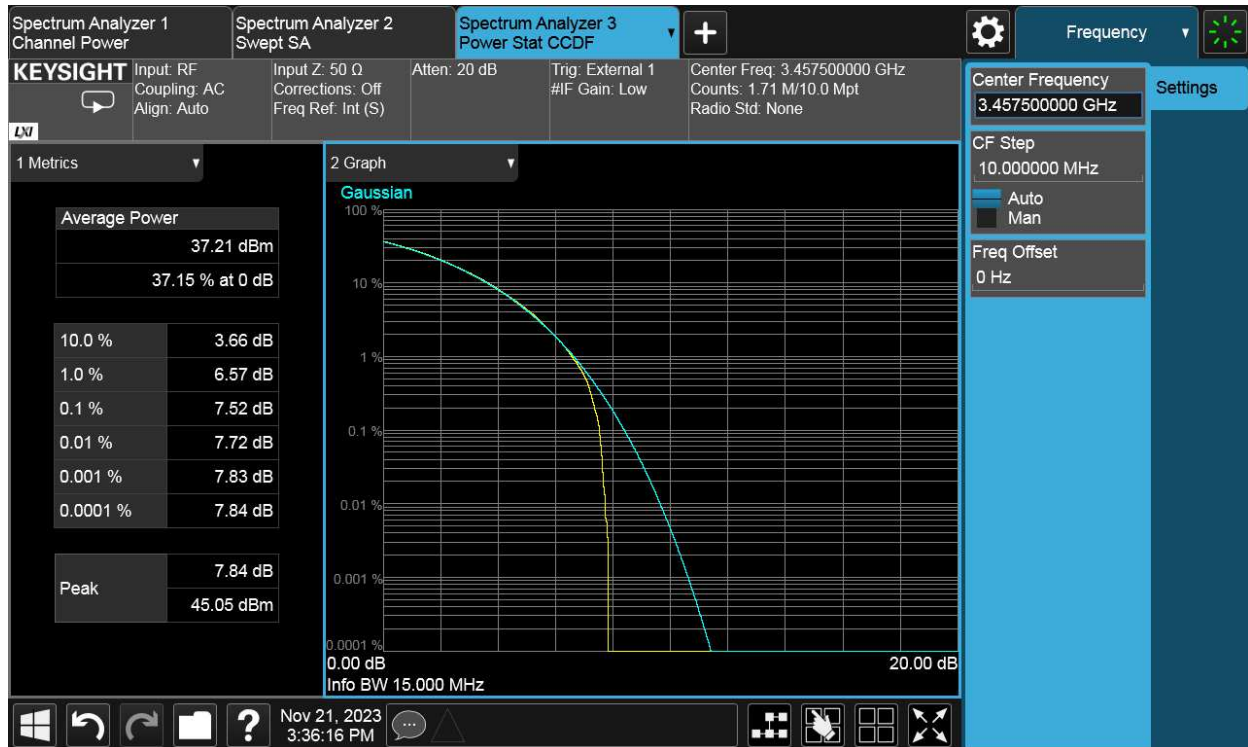 Spectrum Analyzer 1
Channel Power
Spectrum Analyzer 2
Swept SA
Spectrum Analyzer 3
Power Stat CCDF
Frequency
KEYSIGHT
LXI
Input: RF
Coupling: AC
Align: Auto
Input Z: 50 Ω
Corrections: Off
Freq Ref: Int (S)
Atten: 20 dB
Trig: External 1
#IF Gain: Low
Center Freq: 3.457500000 GHz
Counts: 1.71 M/10.0 Mpt
Radio Std: None
Center Frequency
3.457500000 GHz
Settings
CF Step
10.000000 MHz
Auto
Man
Freq Offset
0 Hz
1 Metrics
Average Power
37.21 dBm
37.15 % at 0 dB
10.0 % 3.66 dB
1.0 % 6.57 dB
0.1 % 7.52 dB
0.01 % 7.72 dB
0.001 % 7.83 dB
0.0001 % 7.84 dB
Peak
7.84 dB
45.05 dBm
2 Graph
Gaussian
100 %
10 %
1 %
0.1 %
0.01 %
0.001 %
0.0001 %
0.00 dB 20.00 dB
Info BW 15.000 MHz
?
Nov 21, 2023
3:36:16 PM